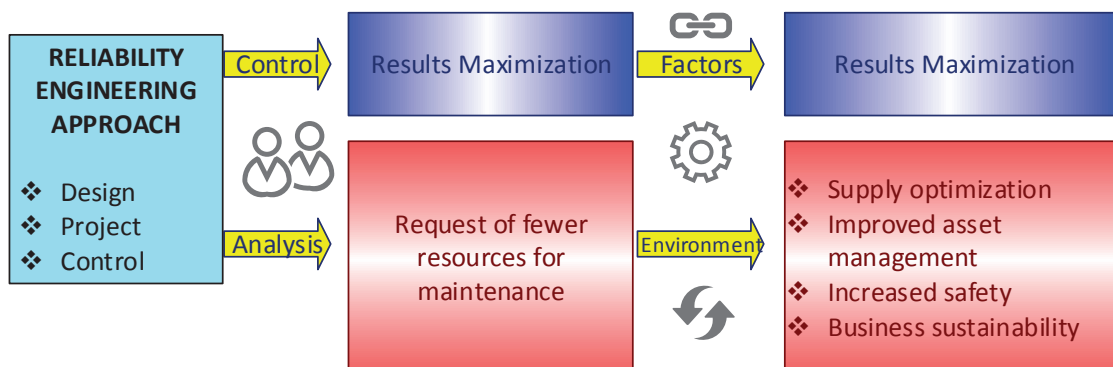 RELIABILITY
ENGINEERING
APPROACH
❖ Design
❖ Project
❖ Control
Control
Analysis
Results Maximization
Request of fewer
resources for
maintenance
Factors
Environment
Results Maximization
❖ Supply optimization
❖ Improved asset
management
❖ Increased safety
❖ Business sustainability